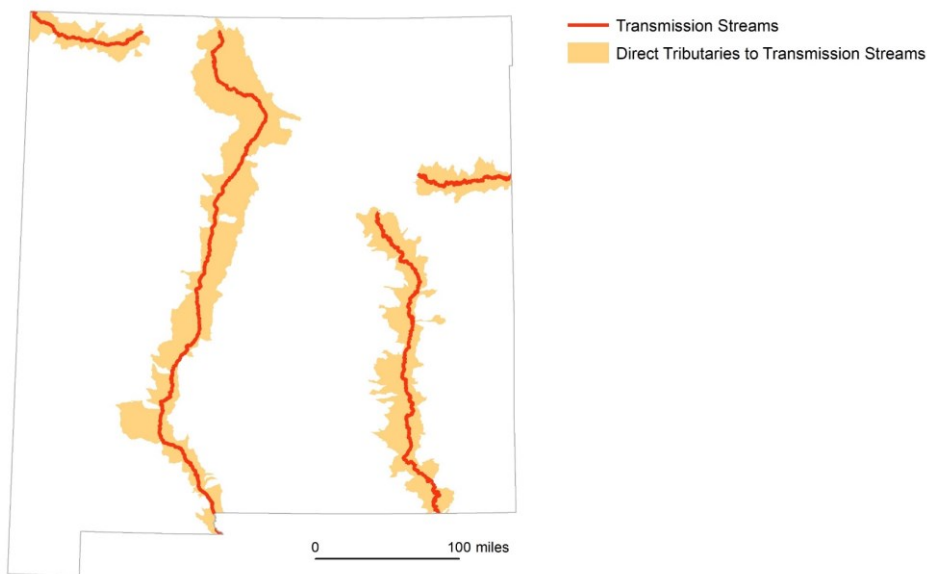 Transmission Streams
Direct Tributaries to Transmission Streams
0 100 miles